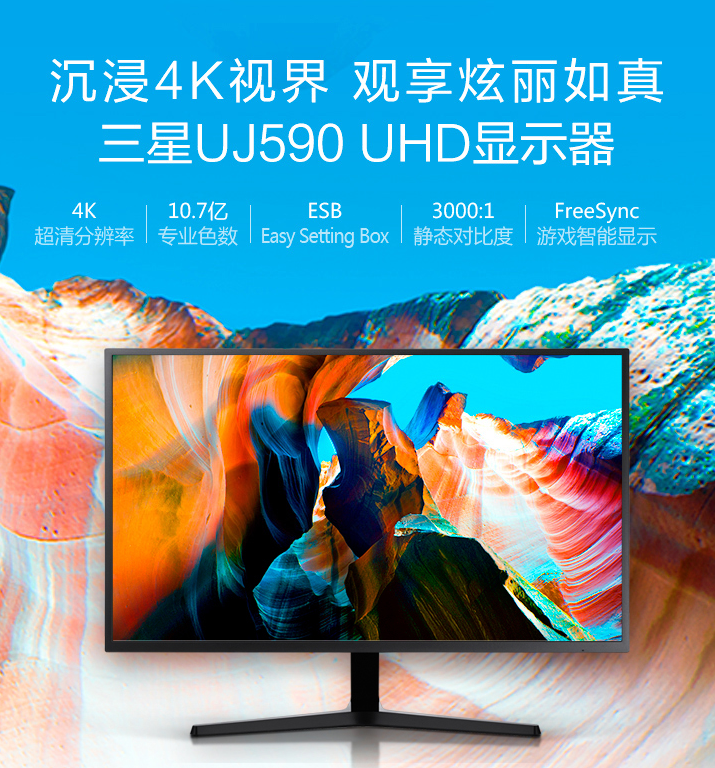 沉浸4K视界 观享炫丽如真
三星UJ590 UHD显示器
4K 10.7亿 ESB 3000:1 FreeSync
超清分辨率 专业色数 Easy Setting Box 静态对比度 游戏智能显示